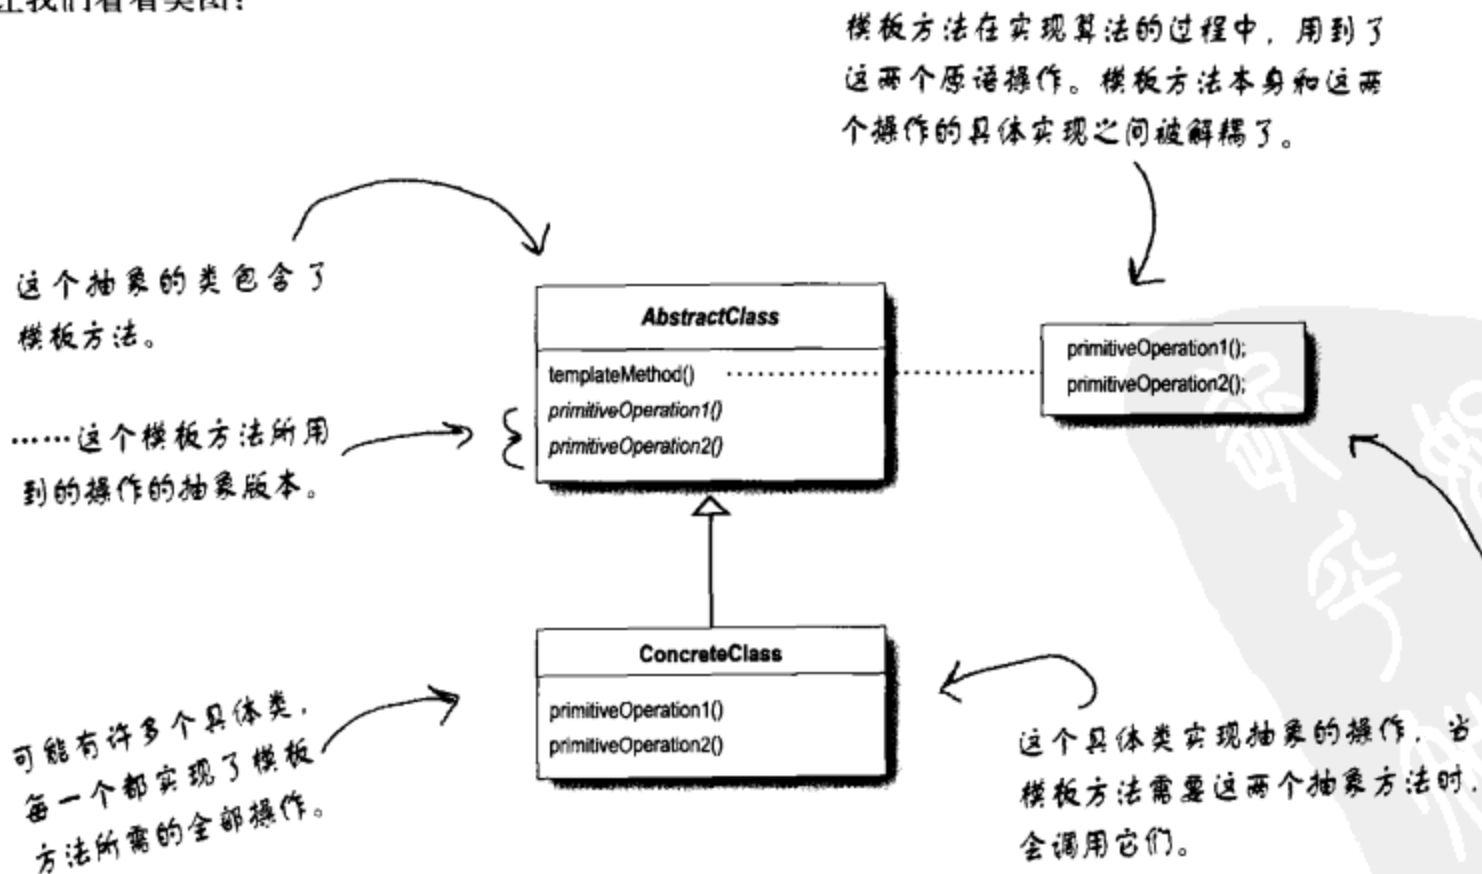 让我们看看类图：
模板方法在实现算法的过程中，用到了
这两个原语操作。模板方法本身和这两
个操作的具体实现之间被解耦了。
这个抽象的类包含了
模板方法。
AbstractClass
templateMethod()
primitiveOperation1()
primitiveOperation2()
primitiveOperation1();
primitiveOperation2();
……这个模板方法所用
到的操作的抽象版本。
ConcreteClass
primitiveOperation1()
primitiveOperation2()
可能有许多个具体类，
每一个都实现了模板
方法所需的全部操作。
这个具体类实现抽象的操作，当
模板方法需要这两个抽象方法时，
会调用它们。